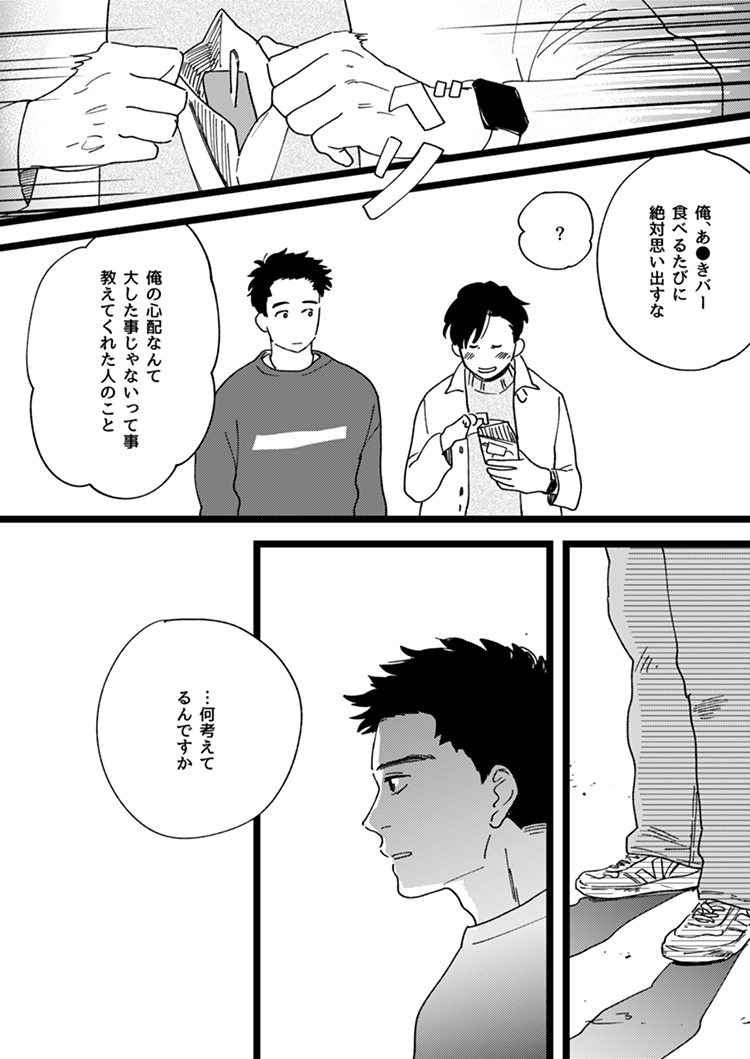 俺、あ●きバー
食べるたびに
絶対思い出すな
？
俺の心配なんて
大した事じゃないって事
教えてくれた人のこと
…何考えて
るんですか